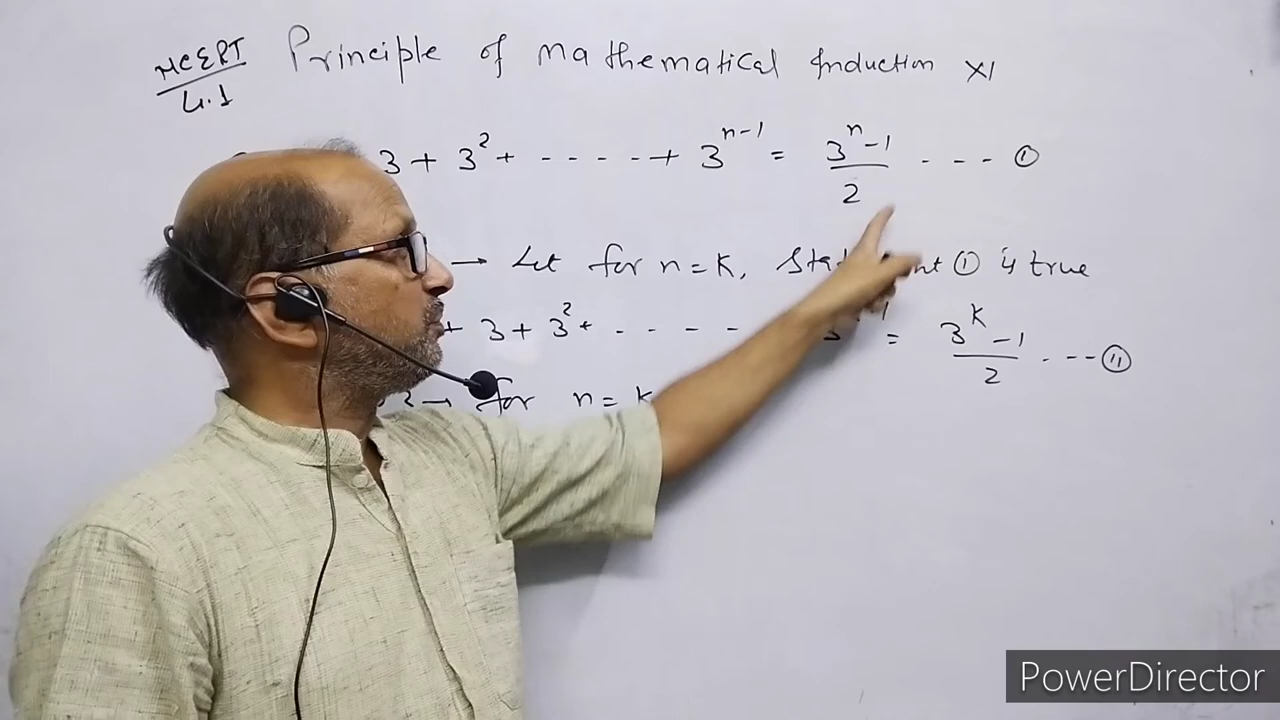 NCERT Principle of mathematical Induction XI
4.1
3 + 3² + - - - - - + 3ⁿ⁻¹ = (3ⁿ-1)/2 - - - - ①
→ Let for n = K, ① is true
+ 3 + 3² + - - - - = (3ᴷ-1)/2 - - - - ⑪
2 → for n = K
PowerDirector